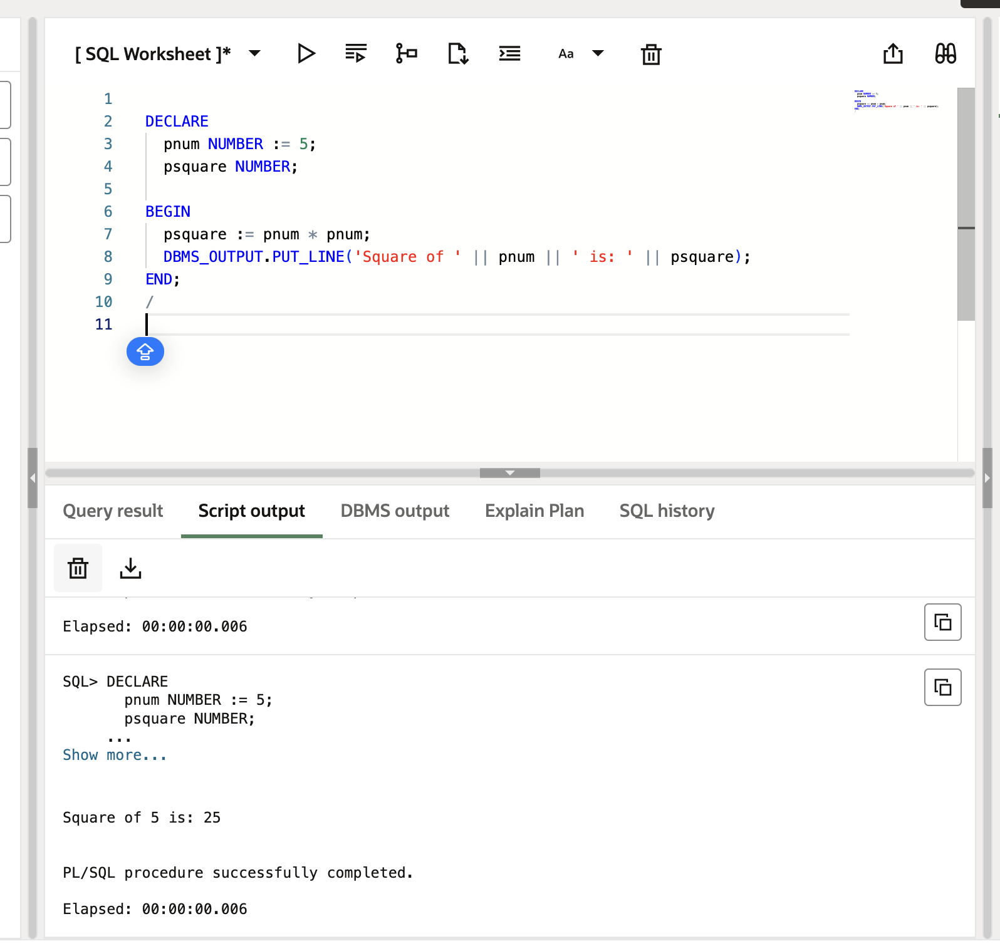 [ SQL Worksheet ]*
Aa
1
2 DECLARE
3 pnum NUMBER := 5;
4 psquare NUMBER;
5
6 BEGIN
7 psquare := pnum * pnum;
8 DBMS_OUTPUT.PUT_LINE('Square of ' || pnum || ' is: ' || psquare);
9 END;
10 /
11
Query result Script output DBMS output Explain Plan SQL history
Elapsed: 00:00:00.006
SQL> DECLARE
pnum NUMBER := 5;
psquare NUMBER;
...
Show more...
Square of 5 is: 25
PL/SQL procedure successfully completed.
Elapsed: 00:00:00.006